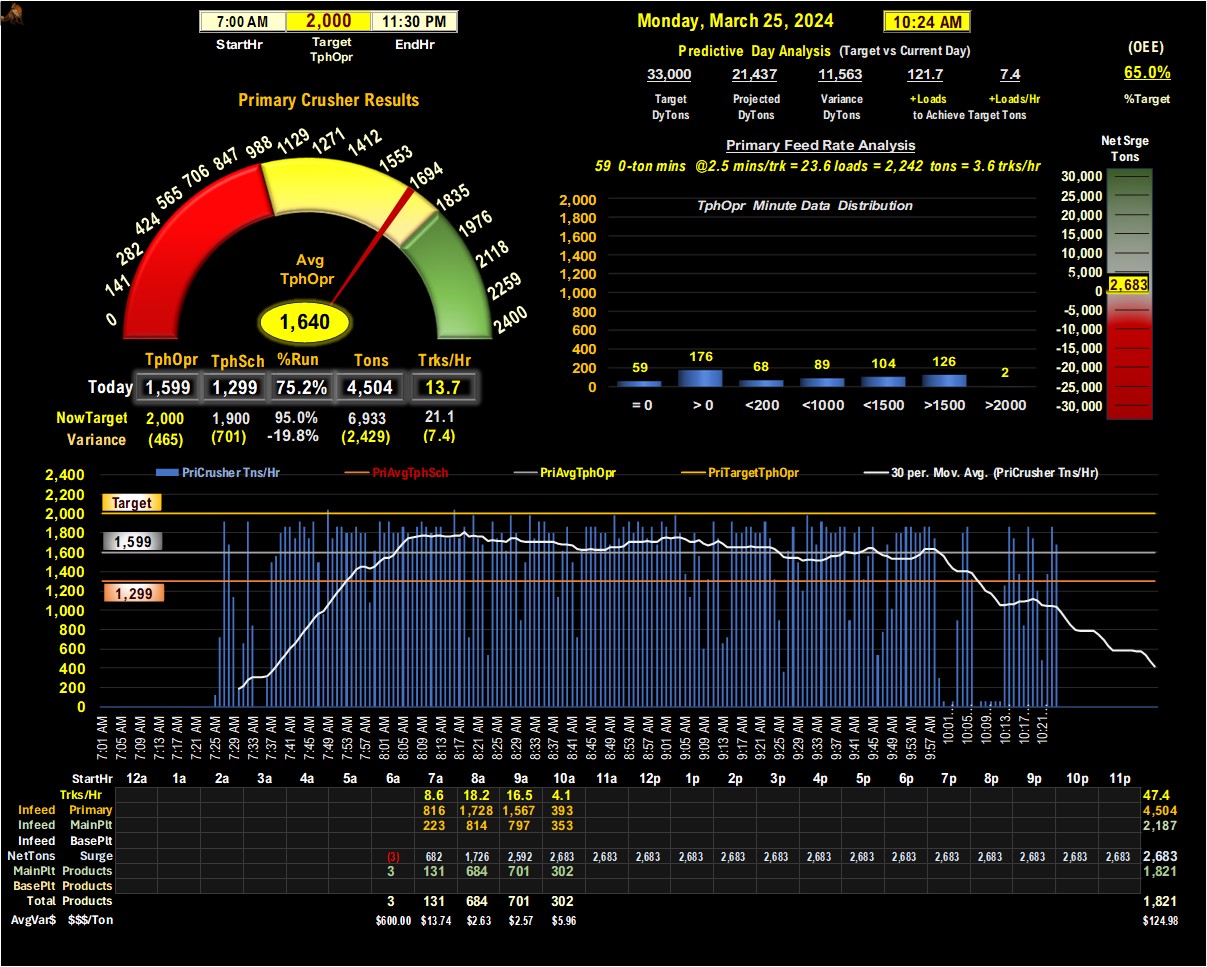 7:00 AM 2,000 11:30 PM
StartHr Target TphOpr EndHr
Monday, March 25, 2024 10:24 AM
Predictive Day Analysis (Target vs Current Day)
33,000 21,437 11,563 121.7 7.4
Target DyTons Projected DyTons Variance DyTons +Loads +Loads/Hr
to Achieve Target Tons
(OEE)
65.0%
%Target
Primary Crusher Results
0 141 282 424 565 706 847 988 1129 1271 1412 1553 1694 1835 1976 2118 2259 2400
Avg
TphOpr
1,640
TphOpr TphSch %Run Tons Trks/Hr
Today 1,599 1,299 75.2% 4,504 13.7
NowTarget 2,000 1,900 95.0% 6,933 21.1
Variance (465) (701) -19.8% (2,429) (7.4)
Primary Feed Rate Analysis
59 0-ton mins @2.5 mins/trk = 23.6 loads = 2,242 tons = 3.6 trks/hr
TphOpr Minute Data Distribution
2,000
1,800
1,600
1,400
1,200
1,000
800
600
400
200
0
59 176 68 89 104 126 2
= 0 > 0 <200 <1000 <1500 >1500 >2000
Net Srge
Tons
30,000
25,000
20,000
15,000
10,000
5,000
0
2,683
-5,000
-10,000
-15,000
-20,000
-25,000
-30,000
PriCrusher Tns/Hr PriAvgTphSch PriAvgTphOpr PriTargetTphOpr 30 per. Mov. Avg. (PriCrusher Tns/Hr)
2,400
2,200
2,000
1,800
1,600
1,400
1,200
1,000
800
600
400
200
0
Target
1,599
1,299
7:01 AM 7:05 AM 7:09 AM 7:13 AM 7:17 AM 7:21 AM 7:25 AM 7:29 AM 7:33 AM 7:37 AM 7:41 AM 7:45 AM 7:49 AM 7:53 AM 7:57 AM 8:01 AM 8:05 AM 8:09 AM 8:13 AM 8:17 AM 8:21 AM 8:25 AM 8:29 AM 8:33 AM 8:37 AM 8:41 AM 8:45 AM 8:49 AM 8:53 AM 8:57 AM 9:01 AM 9:05 AM 9:09 AM 9:13 AM 9:17 AM 9:21 AM 9:25 AM 9:29 AM 9:33 AM 9:37 AM 9:41 AM 9:45 AM 9:49 AM 9:53 AM 9:57 AM 10:01... 10:05... 10:09... 10:13... 10:17... 10:21...
StartHr 12a 1a 2a 3a 4a 5a 6a 7a 8a 9a 10a 11a 12p 1p 2p 3p 4p 5p 6p 7p 8p 9p 10p 11p
Trks/Hr 8.6 18.2 16.5 4.1 47.4
Infeed Primary 816 1,728 1,567 393 4,504
Infeed MainPlt 223 814 797 353 2,187
Infeed BasePlt
NetTons Surge (3) 682 1,726 2,592 2,683 2,683 2,683 2,683 2,683 2,683 2,683 2,683 2,683 2,683 2,683 2,683 2,683 2,683 2,683
MainPlt Products 3 131 684 701 302 1,821
BasePlt Products
Total Products 3 131 684 701 302 1,821
AvgVar$ $$$/Ton $600.00 $13.74 $2.63 $2.57 $5.96 $124.98